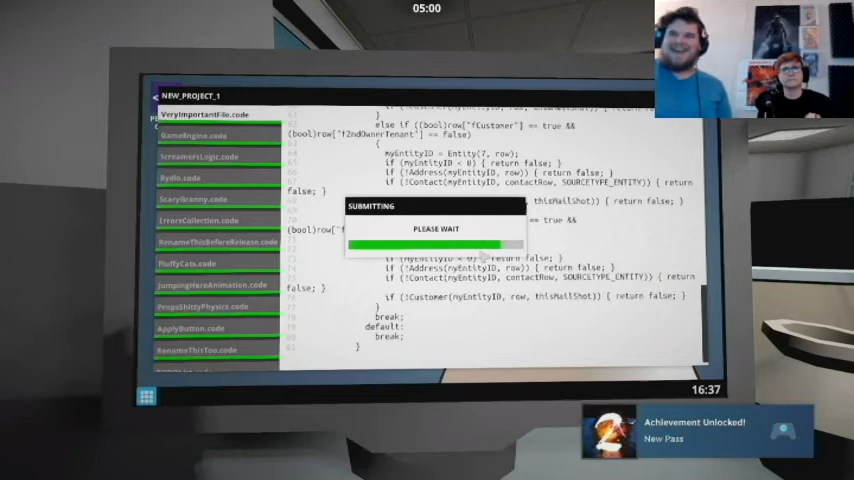 05:00
NEW_PROJECT_1
VeryImportantFile.code
GameEngine.code
ScreamersLogic.code
Rydlo.code
ScaryGranny.code
ErrorsCollection.code
RenameThisBeforeRelease.code
FluffyCats.code
JumpingHeroAnimation.code
PropsShittyPhysics.code
ApplyButton.code
RenameThisToo.code
}
else if ((bool)row["fCustomer"] == true &&
(bool)row["f2ndOwnerTenant"] == false)
{
myEntityID = Entity(7, row);
if (myEntityID < 0) { return false; }
if (!Address(myEntityID, row)) { return false; }
if (!Contact(myEntityID, contactRow, SOURCETYPE_ENTITY)) { return
false; }
thisMailShot)) { return false; }
== true &&
(bool)row["f
SUBMITTING
PLEASE WAIT
{ return false; }
if (!Address(myEntityID, row)) { return false; }
if (!Contact(myEntityID, contactRow, SOURCETYPE_ENTITY)) { return
false; }
if (!Customer(myEntityID, row, thisMailShot)) { return false; }
}
break;
default:
break;
}
16:37
2
Achievement Unlocked!
New Pass